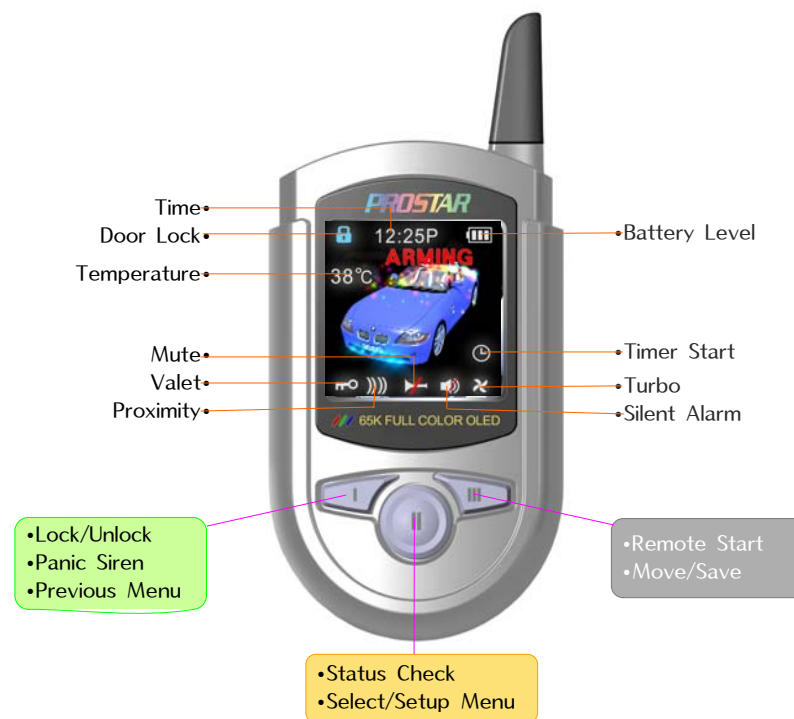 PROSTAR
Time
Door Lock
12:25P
Battery Level
ARMING
Temperature
38°C
Mute
Timer Start
Valet
Turbo
Proximity
Silent Alarm
65K FULL COLOR OLED
I
II
III
•Lock/Unlock
•Panic Siren
•Previous Menu
•Remote Start
•Move/Save
•Status Check
•Select/Setup Menu